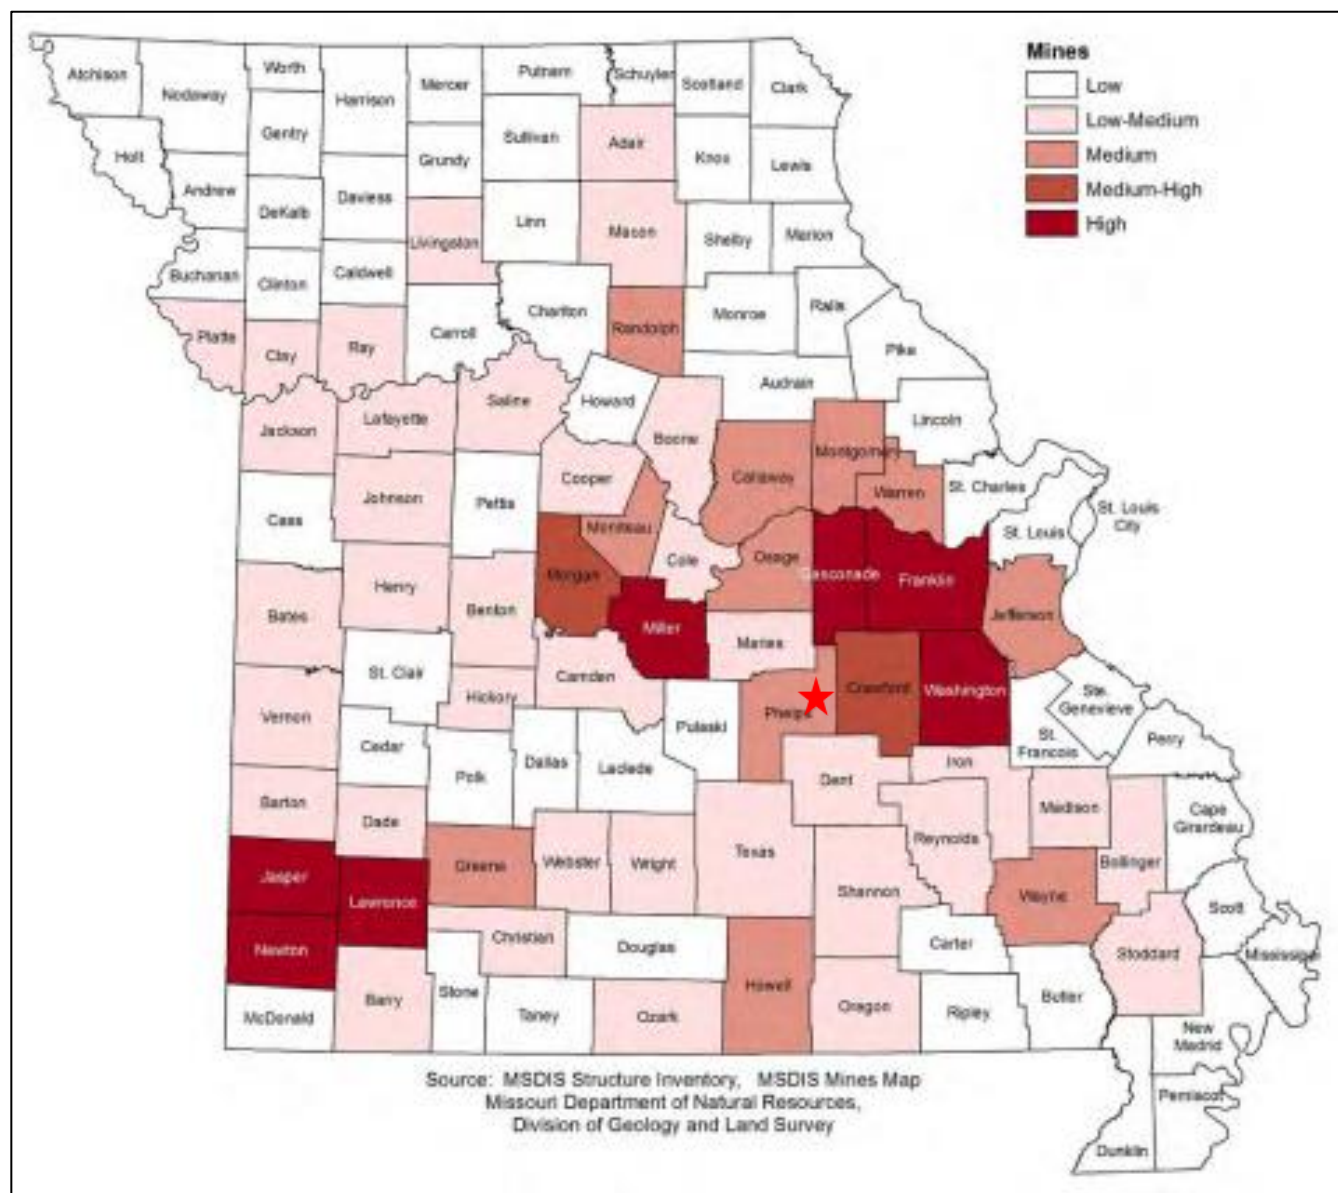 Mines
Low
Low-Medium
Medium
Medium-High
High
Atchison
Nodaway
Worth
Harrison
Mercer
Putnam
Schuyler
Scotland
Clark
Gentry
Sullivan
Adair
Knox
Lewis
Holt
Andrew
DeKalb
Daviess
Grundy
Linn
Macon
Shelby
Marion
Livingston
Buchanan
Clinton
Caldwell
Carroll
Chariton
Randolph
Monroe
Ralls
Pike
Platte
Clay
Ray
Audrain
Saline
Howard
Boone
Lincoln
Jackson
Lafayette
Cooper
Callaway
Montgomery
Warren
St. Charles
St. Louis
City
St. Louis
Cass
Johnson
Pettis
Moniteau
Cole
Osage
Gasconade
Franklin
Jefferson
Morgan
Miller
Maries
Bates
Henry
Benton
Camden
St. Clair
Hickory
Pulaski
Phelps
Crawford
Washington
Ste.
Genevieve
St.
Francois
Perry
Vernon
Cedar
Polk
Dallas
Laclede
Dent
Iron
Madison
Cape
Girardeau
Barton
Dade
Greene
Webster
Wright
Texas
Reynolds
Bollinger
Jasper
Lawrence
Shannon
Wayne
Scott
Newton
Christian
Douglas
Carter
Stoddard
Mississippi
McDonald
Barry
Stone
Taney
Ozark
Howell
Oregon
Ripley
Butler
New
Madrid
Pemiscot
Dunklin
Source: MSDIS Structure Inventory, MSDIS Mines Map
Missouri Department of Natural Resources,
Division of Geology and Land Survey